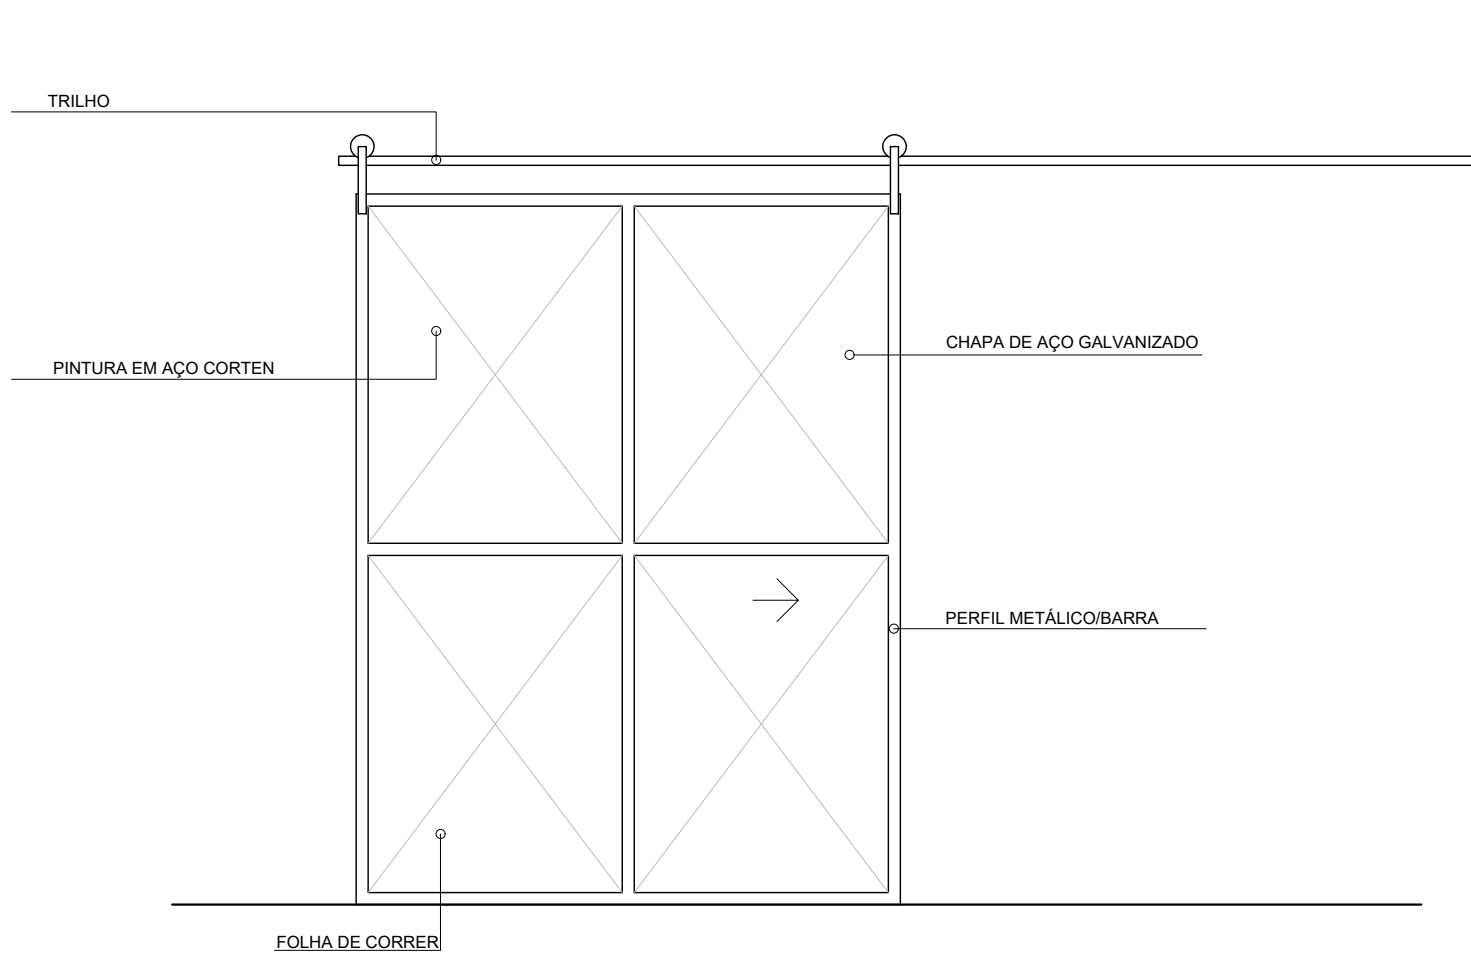 TRILHO
CHAPA DE AÇO GALVANIZADO
PINTURA EM AÇO CORTEN
PERFIL METÁLICO/BARRA
FOLHA DE CORRER